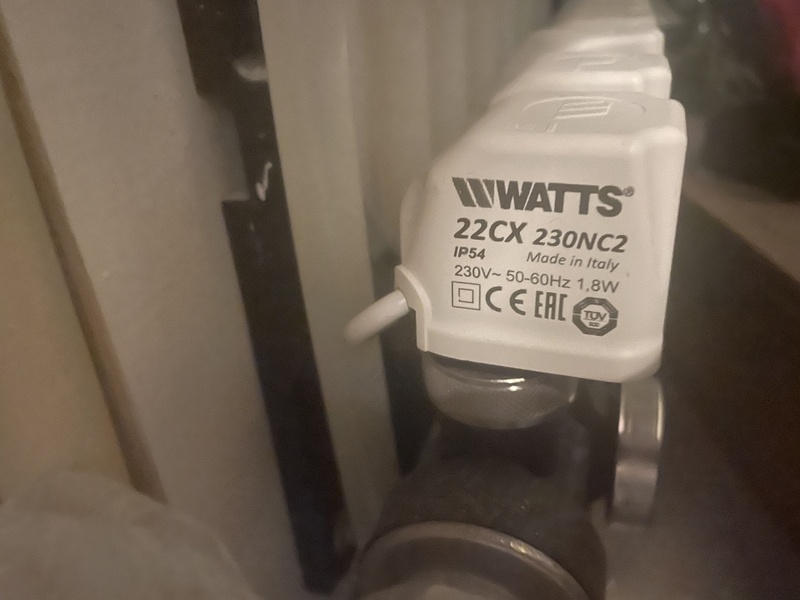 WATTS®
22CX 230NC2
IP54 Made in Italy
230V~ 50-60Hz 1,8W
CE EAC TÜV